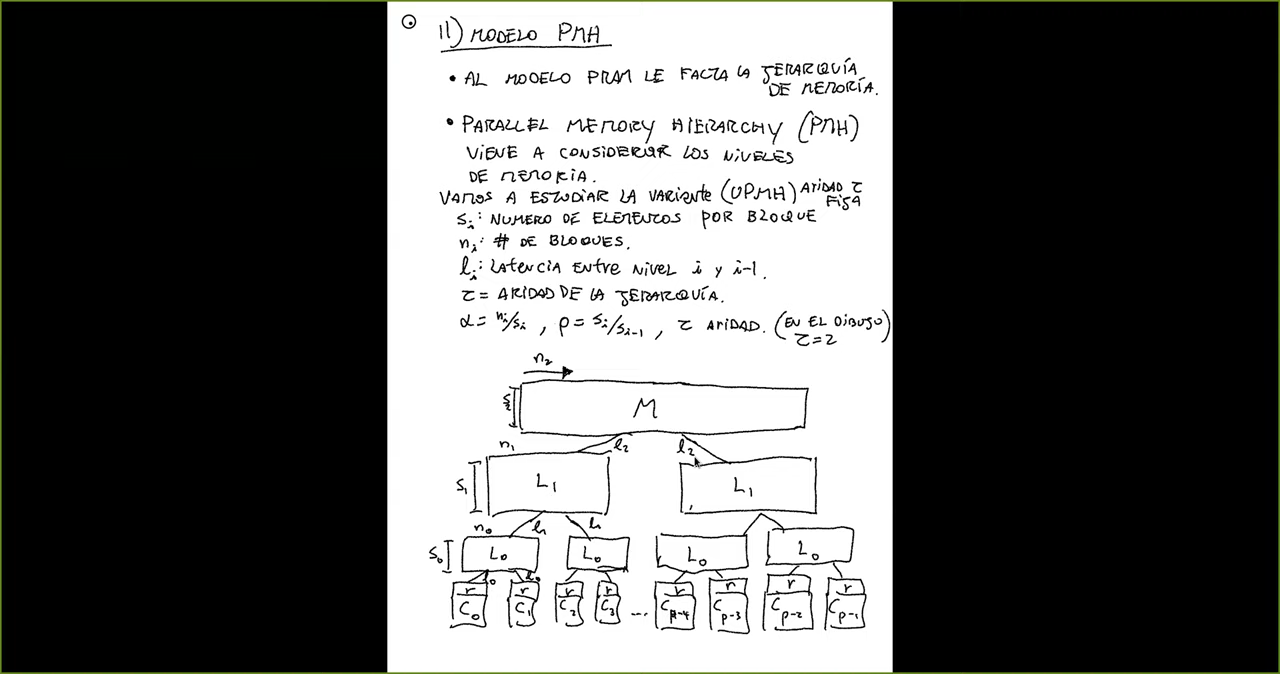 11) MODELO PMH
• AL MODELO PRAM LE FALTA LA JERARQUÍA
DE MEMORÍA.
• PARALLEL MEMORY HIERARCHY (PMH)
VIENE A CONSIDERAR LOS NIVELES
DE MEMORIA.
VAMOS A ESTUDIAR LA VARIANTE (UPMH) ARIDAD τ
FIJA
Si: NUMERO DE ELEMENTOS POR BLOQUE
ni: # DE BLOQUES.
li: LATENCIA ENTRE NIVEL i y i-1.
τ = ARIDAD DE LA JERARQUÍA.
α = ni/si , ρ = Si/Si-1 , τ ARIDAD. (EN EL DIBUJO)
τ=2
n2
S2 M
n1 l2 l2
S1 L1 L1
n0 l1 l1
S0 L0 L0 L0 L0
l0 l0
r r r r r r r r
C0 C1 C2 C3 ... Cp-4 Cp-3 Cp-2 Cp-1